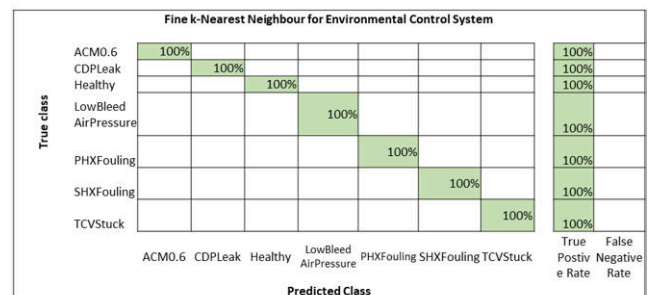 Fine k-Nearest Neighbour for Environmental Control System
True class
ACM0.6 100% 100%
CDPLeak 100% 100%
Healthy 100% 100%
LowBleed
AirPressure 100% 100%
PHXFouling 100% 100%
SHXFouling 100% 100%
TCVStuck 100% 100%
ACM0.6 CDPLeak Healthy LowBleed AirPressure PHXFouling SHXFouling TCVStuck
True
Postiv
e Rate
False
Negative
Rate
Predicted Class